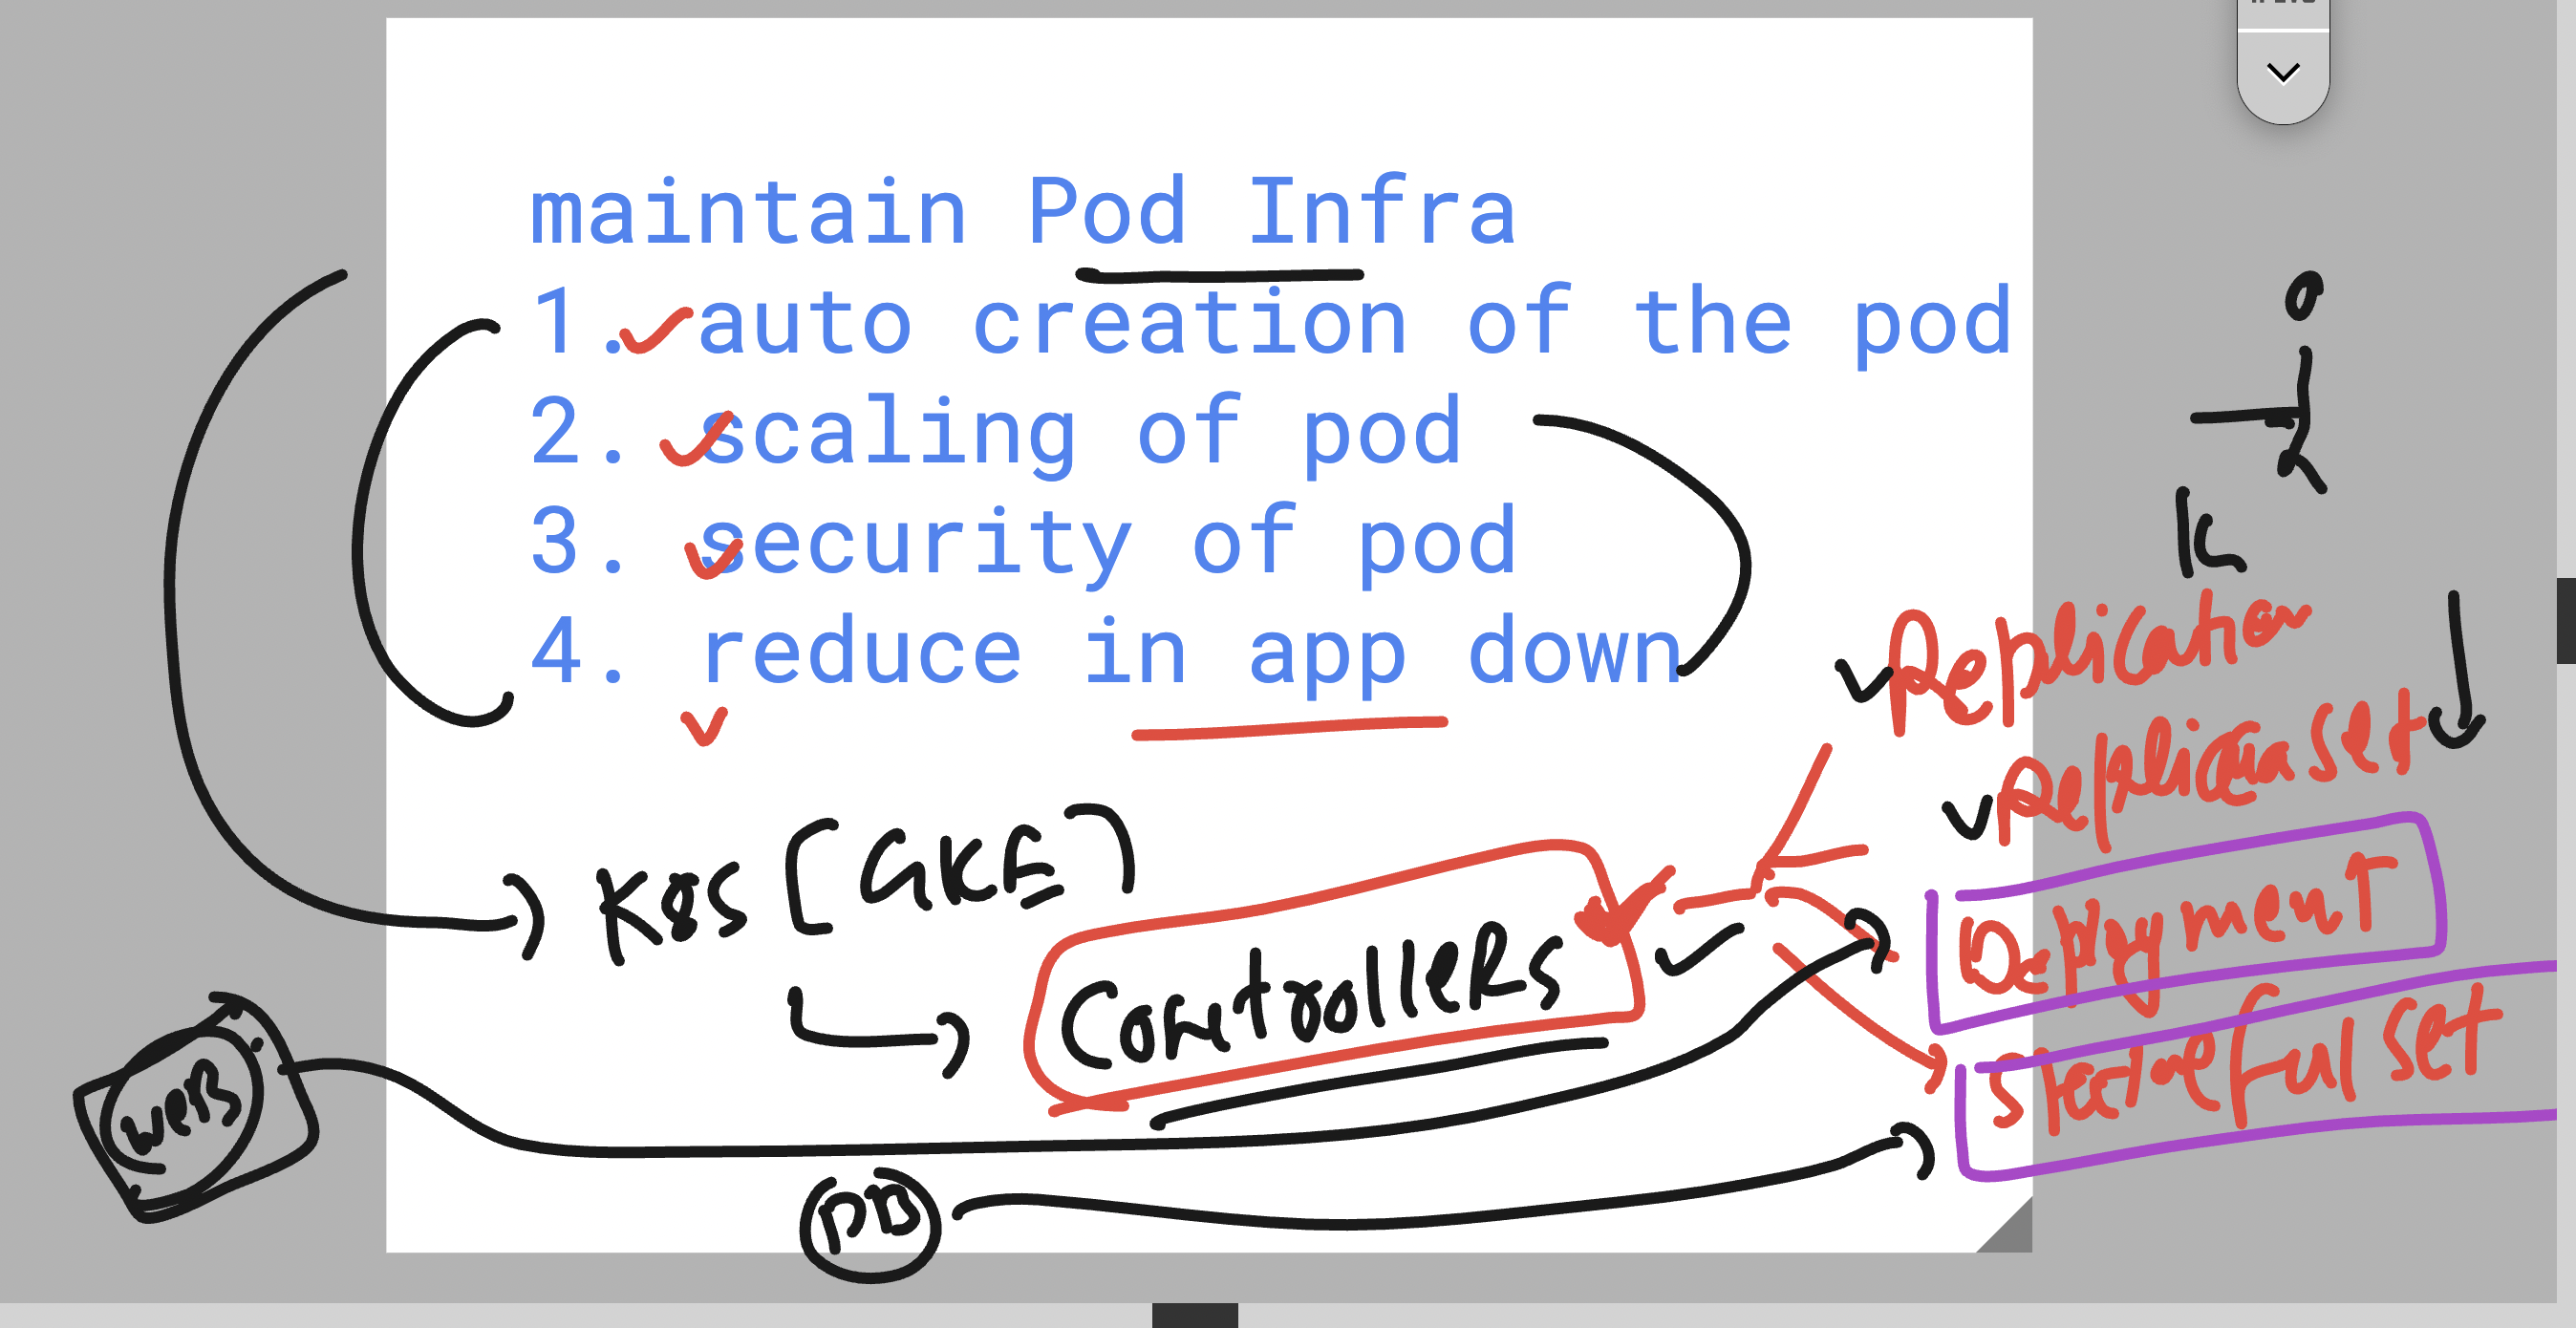 maintain Pod Infra
1. auto creation of the pod
2. scaling of pod
3. security of pod
4. reduce in app down
K8S [GKE]
Controllers
Replication
Replicaset
Deployment
Statefulset
WEB
DB